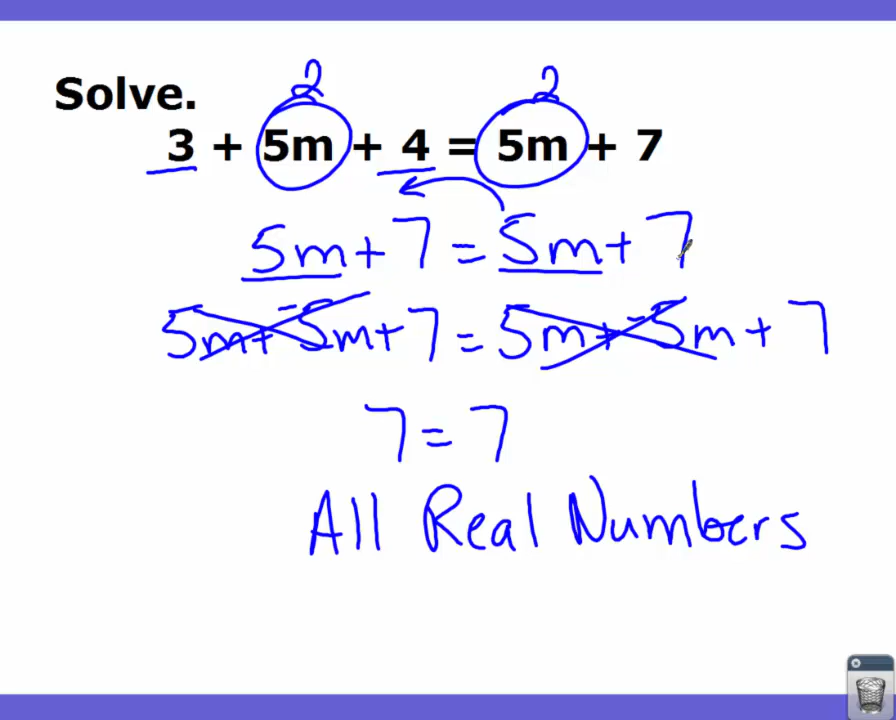 2 2
Solve.
3 + 5m + 4 = 5m + 7
5m + 7 = 5m + 7
5m + -5m + 7 = 5m + -5m + 7
7 = 7
All Real Numbers